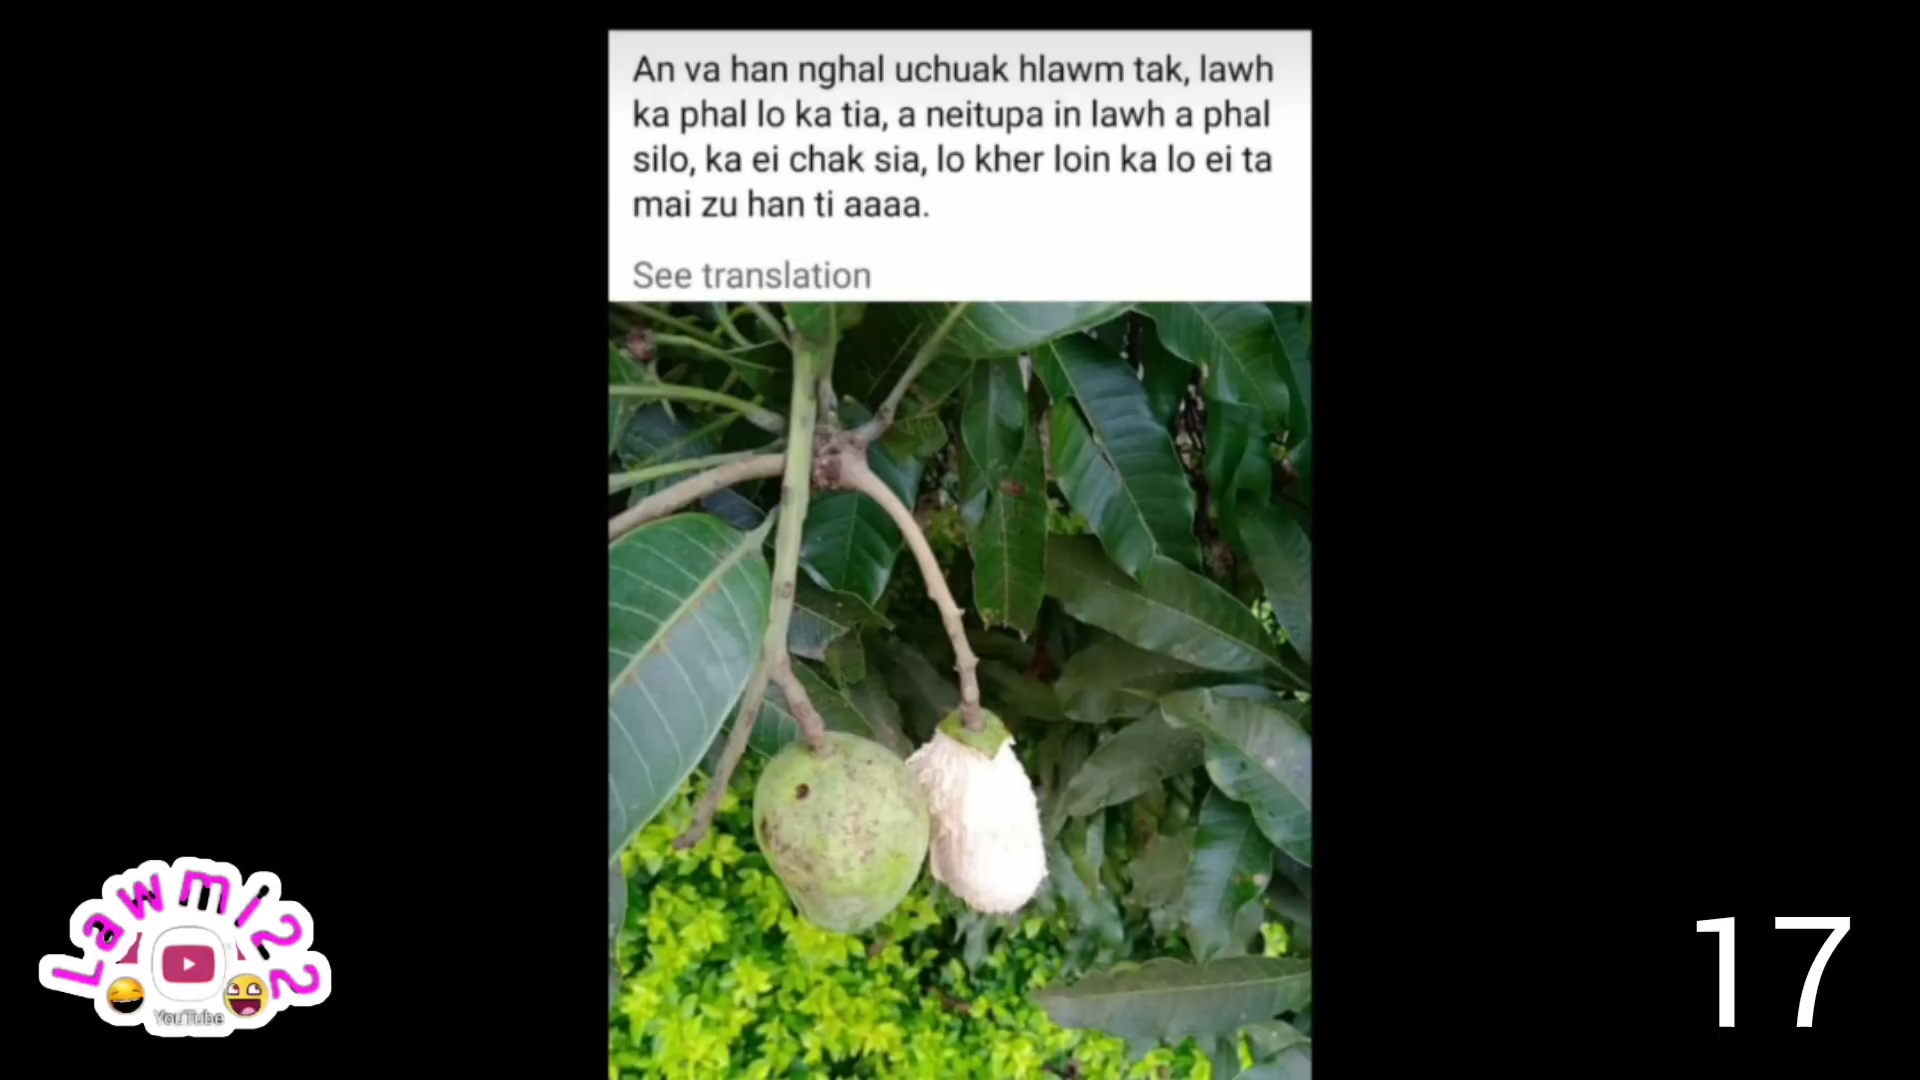 An va han nghal uchuak hlawm tak, lawh
ka phal lo ka tia, a neitupa in lawh a phal
silo, ka ei chak sia, lo kher loin ka lo ei ta
mai zu han ti aaaa.
See translation
Lawmi22
YouTube
17